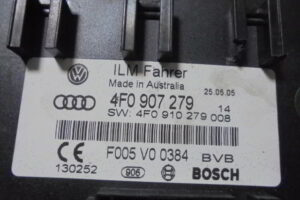 ILM Fahrer
Made in Australia 25.05.05
4F0 907 279 14
SW: 4F0 910 279 008
F005 V0 0384 BVB
130252 905 BOSCH